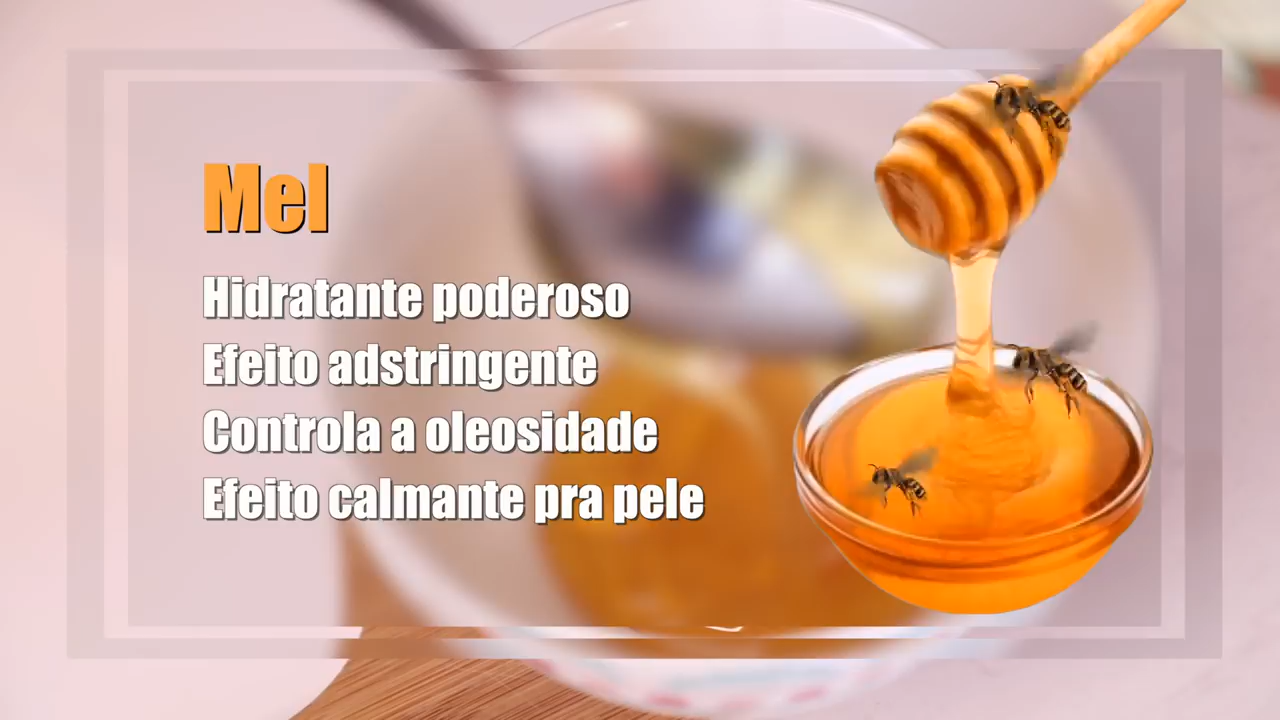 Mel
Hidratante poderoso
Efeito adstringente
Controla a oleosidade
Efeito calmante pra pele